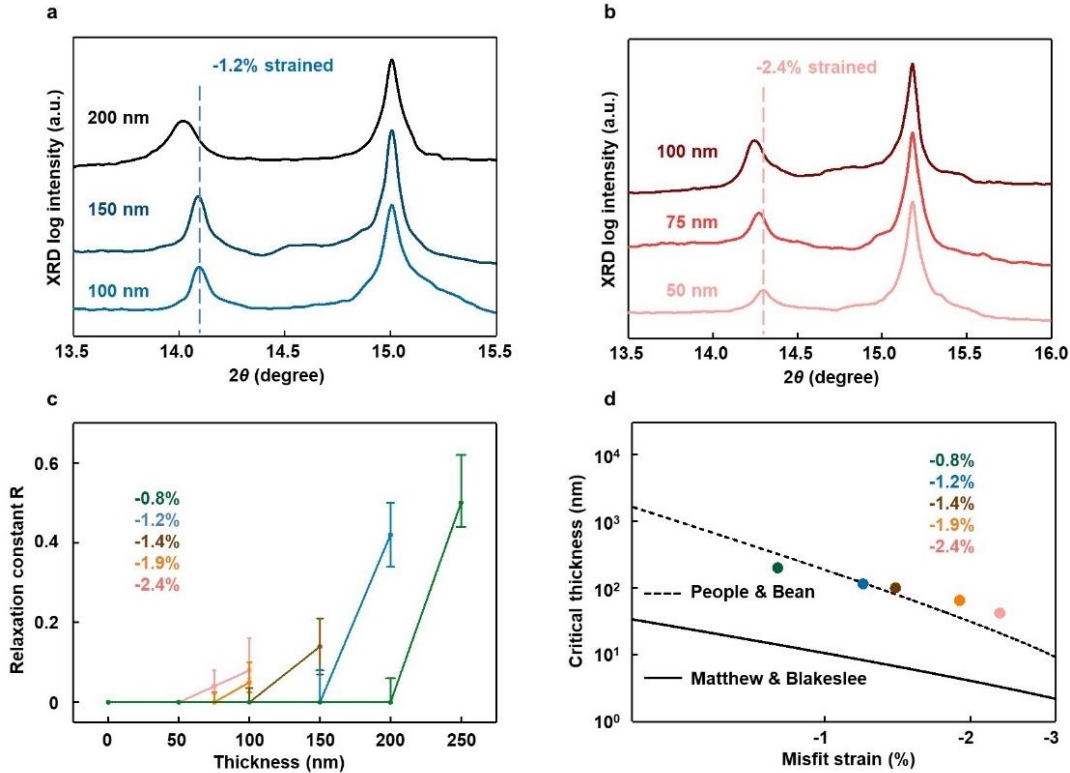 a
XRD log intensity (a.u.)
-1.2% strained
200 nm
150 nm
100 nm
13.5 14.0 14.5 15.0 15.5
2θ (degree)
b
XRD log intensity (a.u.)
-2.4% strained
100 nm
75 nm
50 nm
13.5 14.0 14.5 15.0 15.5 16.0
2θ (degree)
c
Relaxation constant R
0.6
0.4
0.2
0
-0.8%
-1.2%
-1.4%
-1.9%
-2.4%
0 50 100 150 200 250
Thickness (nm)
d
Critical thickness (nm)
10⁴
10³
10²
10¹
10⁰
-0.8%
-1.2%
-1.4%
-1.9%
-2.4%
People & Bean
Matthew & Blakeslee
-1 -2 -3
Misfit strain (%)